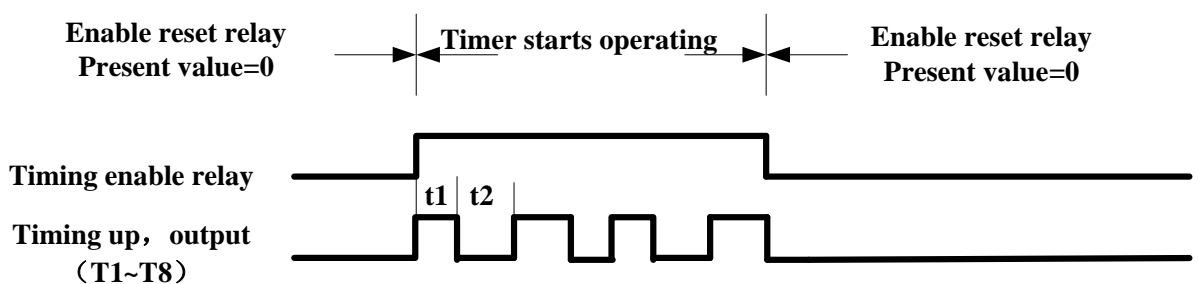 Enable reset relay
Present value=0
Timer starts operating
Enable reset relay
Present value=0
Timing enable relay
t1 t2
Timing up，output
（T1~T8）